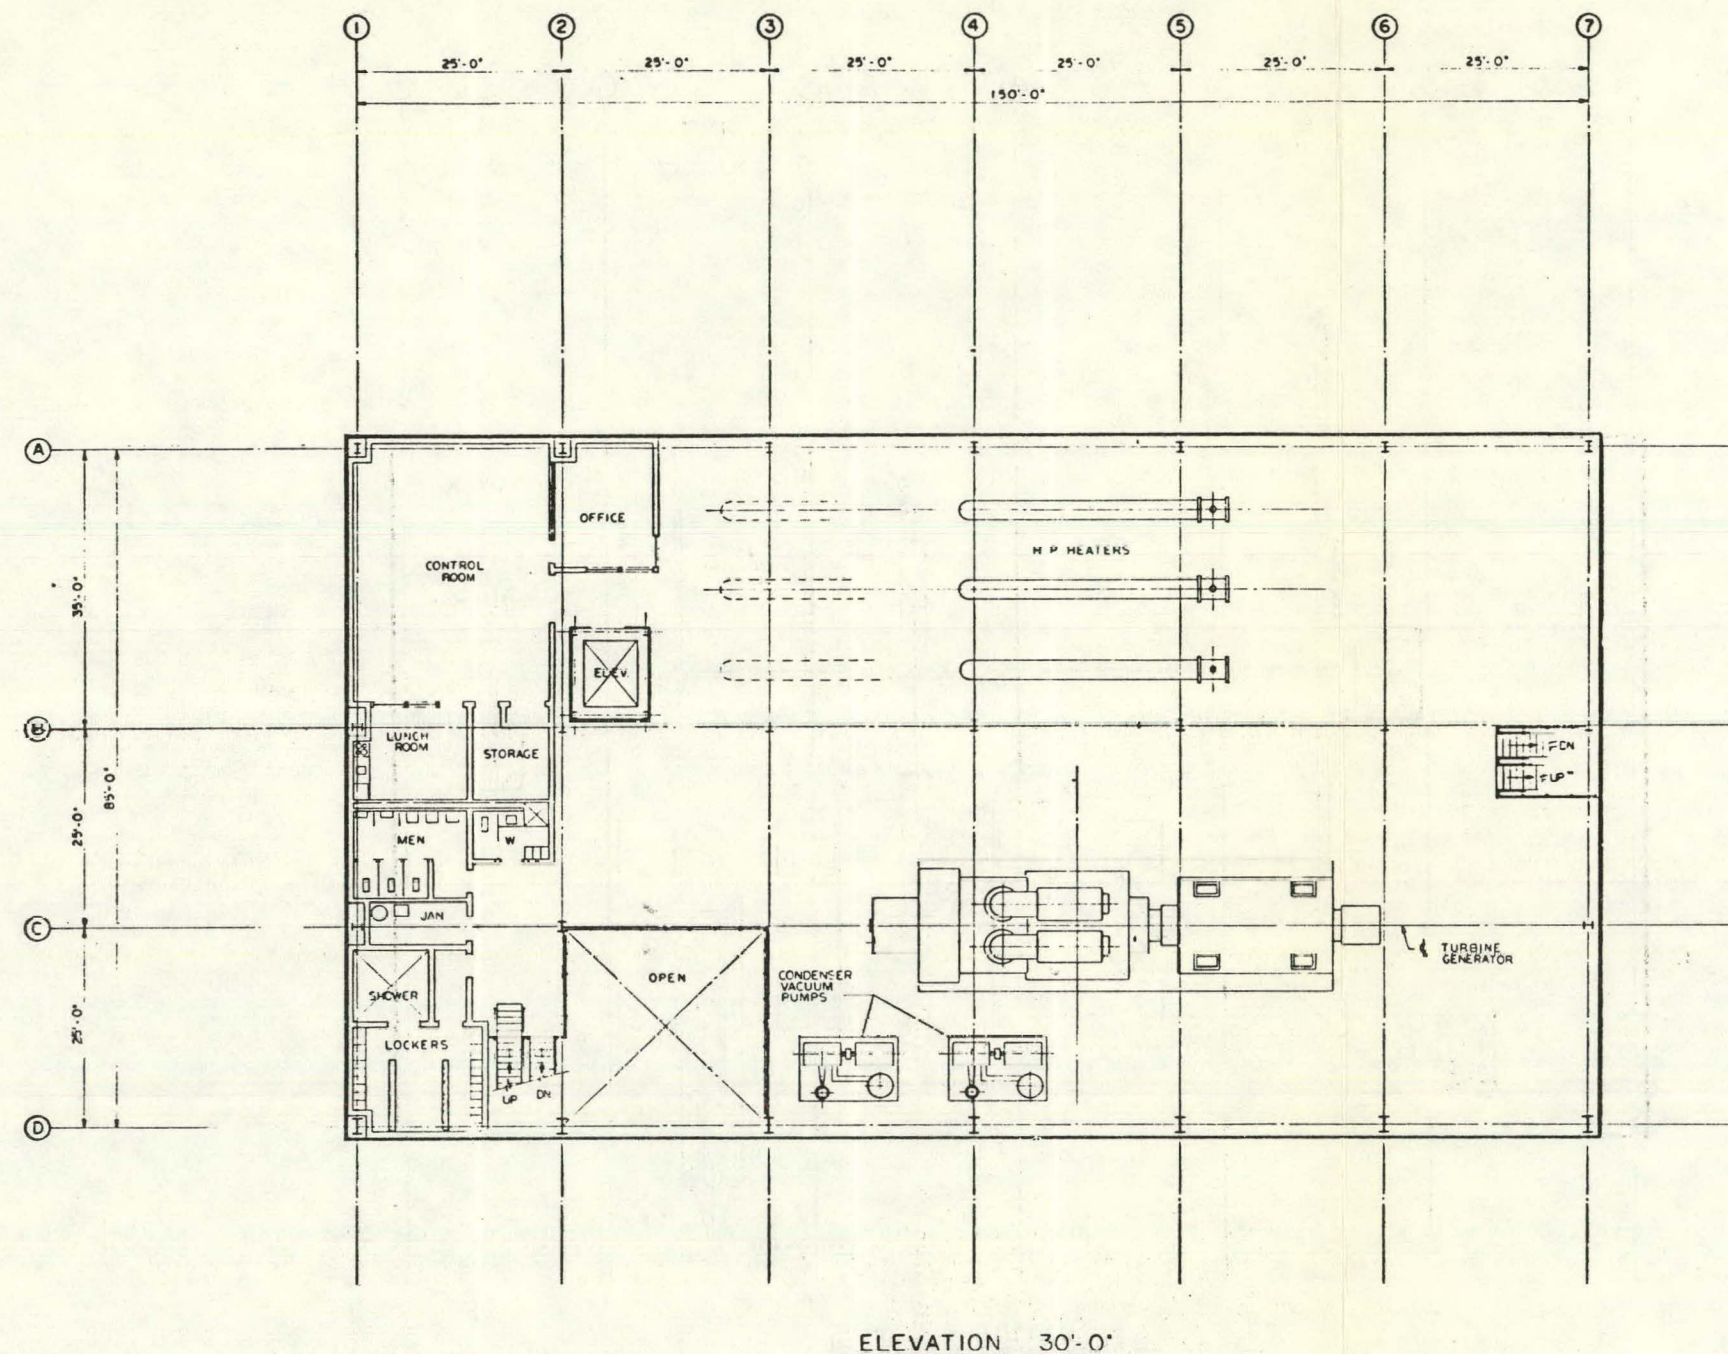 1 2 3 4 5 6 7
25'-0" 25'-0" 25'-0" 25'-0" 25'-0" 25'-0"
150'-0"
A
OFFICE
H P HEATERS
CONTROL
ROOM
35'-0"
ELEV.
B
LUNCH
ROOM
STORAGE
DN
UP
85'-0"
25'-0"
MEN
W
JAN
C
TURBINE
GENERATOR
OPEN
CONDENSER
VACUUM
PUMPS
SHOWER
25'-0"
LOCKERS
UP DN
D
ELEVATION 30'-0"